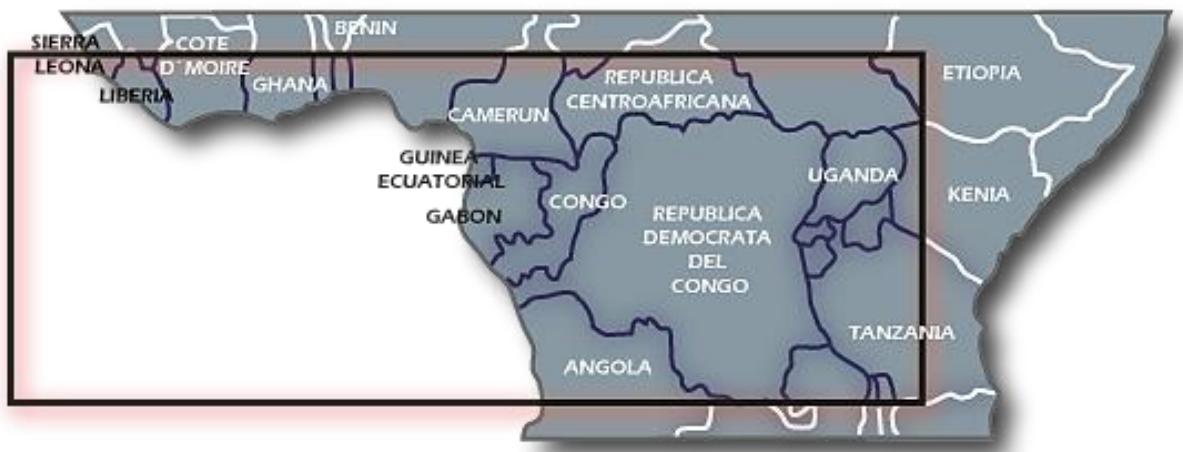 BENIN
SIERRA
LEONA
COTE
D´MOIRE
GHANA
LIBERIA
CAMERUN
REPUBLICA
CENTROAFRICANA
ETIOPIA
GUINEA
ECUATORIAL
GABON
CONGO
REPUBLICA
DEMOCRATA
DEL
CONGO
UGANDA
KENIA
TANZANIA
ANGOLA